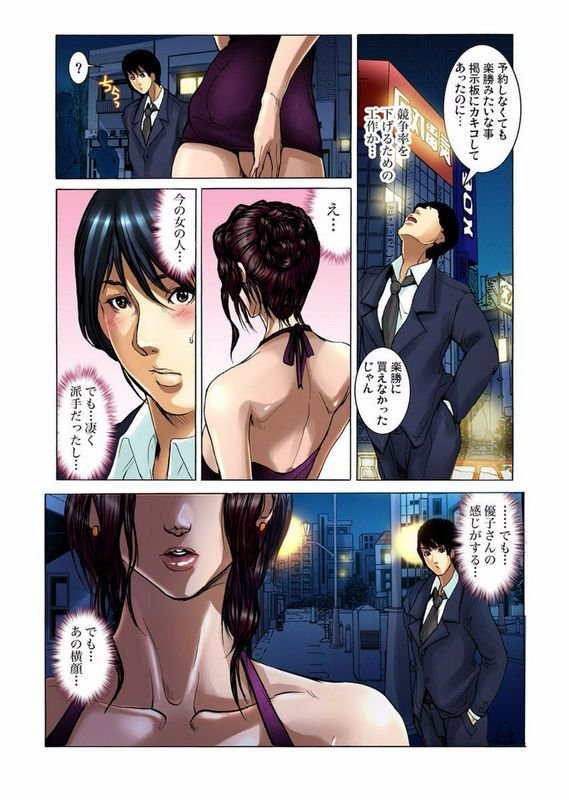 予約しなくても
楽勝みたいな事
掲示板にカキコして
あったのに…
競争率を
下げるための
工作か…
BOX
楽勝に
買えなかった
じゃん
?
ちらっ
え…
今の女の人…
でも…凄く
派手だったし…
……でも…
優子さんの
感じがする…
でも…
あの横顔…